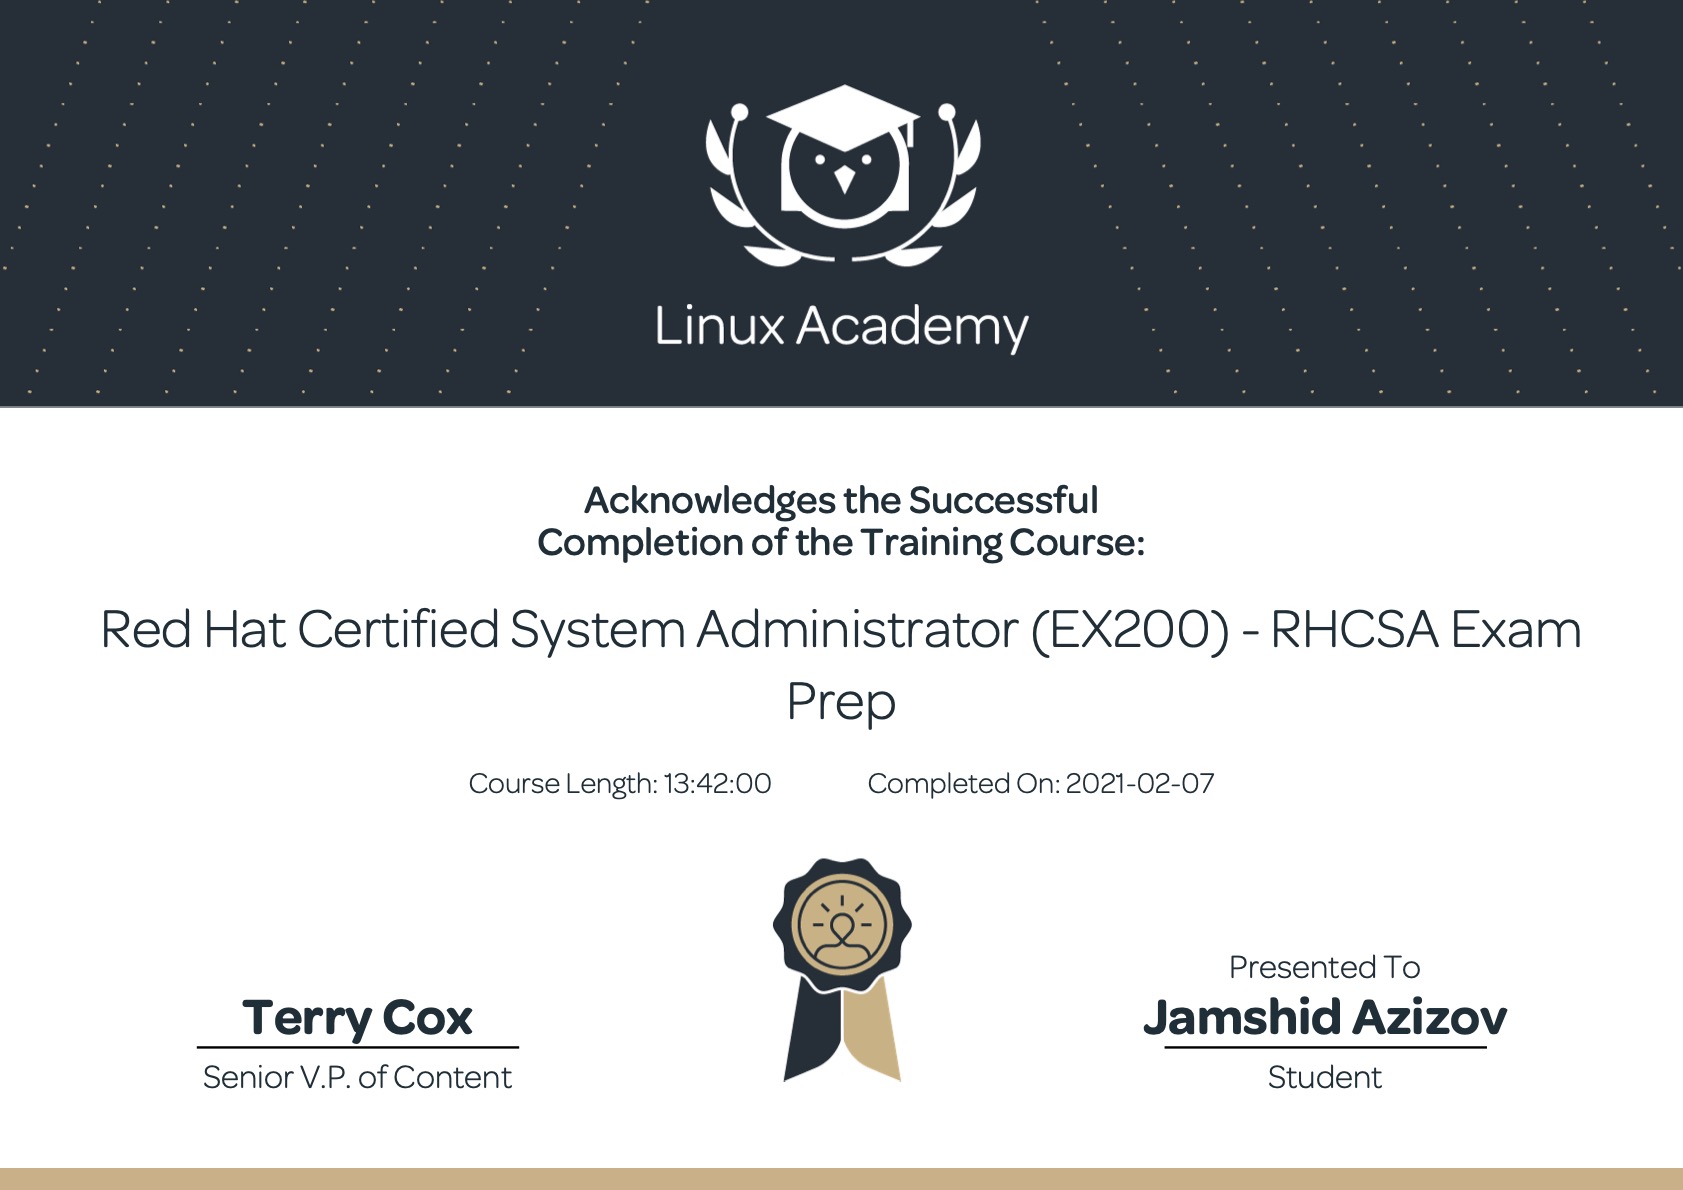 Linux Academy
Acknowledges the Successful
Completion of the Training Course:
Red Hat Certified System Administrator (EX200) - RHCSA Exam
Prep
Course Length: 13:42:00 Completed On: 2021-02-07
Terry Cox
Senior V.P. of Content
Presented To
Jamshid Azizov
Student